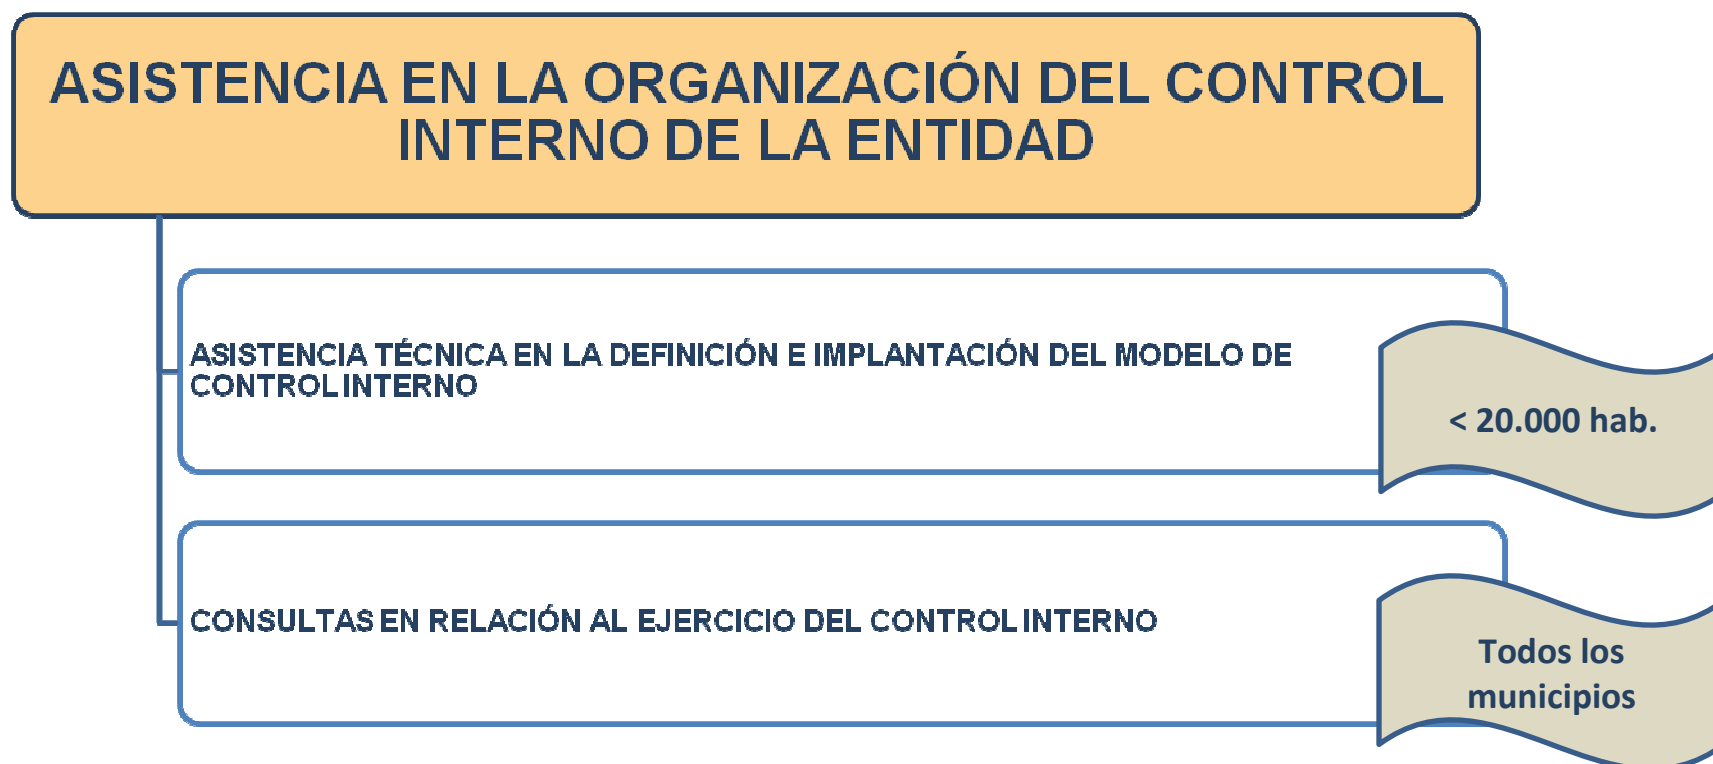 ASISTENCIA EN LA ORGANIZACIÓN DEL CONTROL
INTERNO DE LA ENTIDAD
ASISTENCIA TÉCNICA EN LA DEFINICIÓN E IMPLANTACIÓN DEL MODELO DE
CONTROL INTERNO
< 20.000 hab.
CONSULTAS EN RELACIÓN AL EJERCICIO DEL CONTROL INTERNO
Todos los
municipios